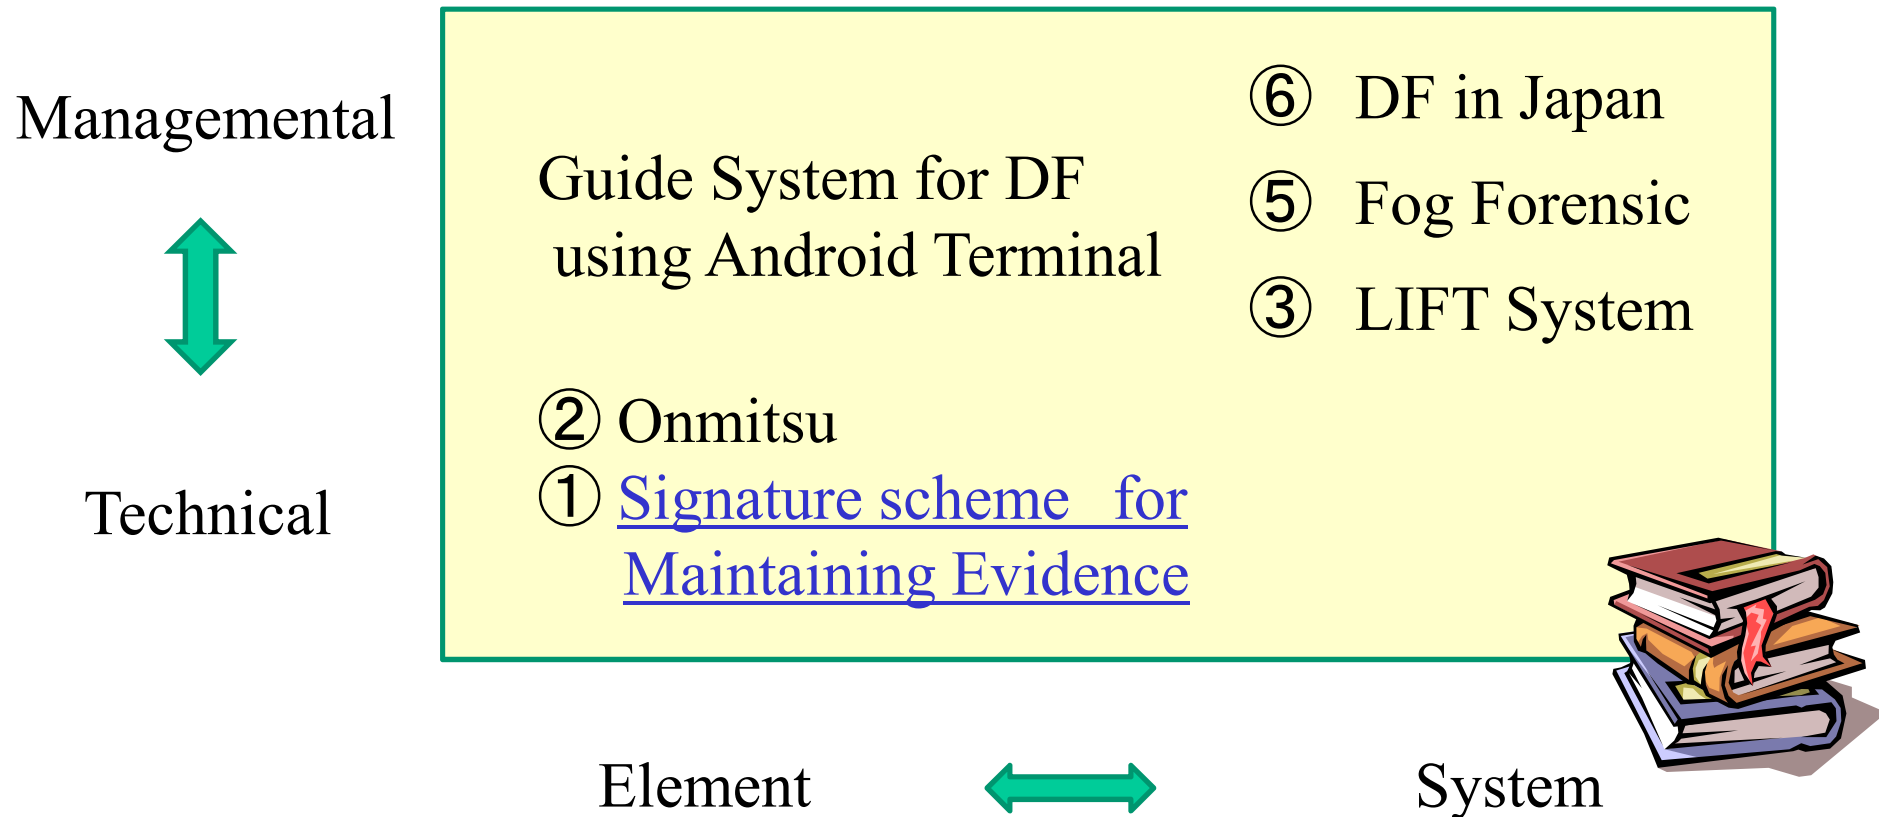 Managemental
Technical
Guide System for DF
using Android Terminal
② Onmitsu
① Signature scheme for
Maintaining Evidence
⑥ DF in Japan
⑤ Fog Forensic
③ LIFT System
Element
System